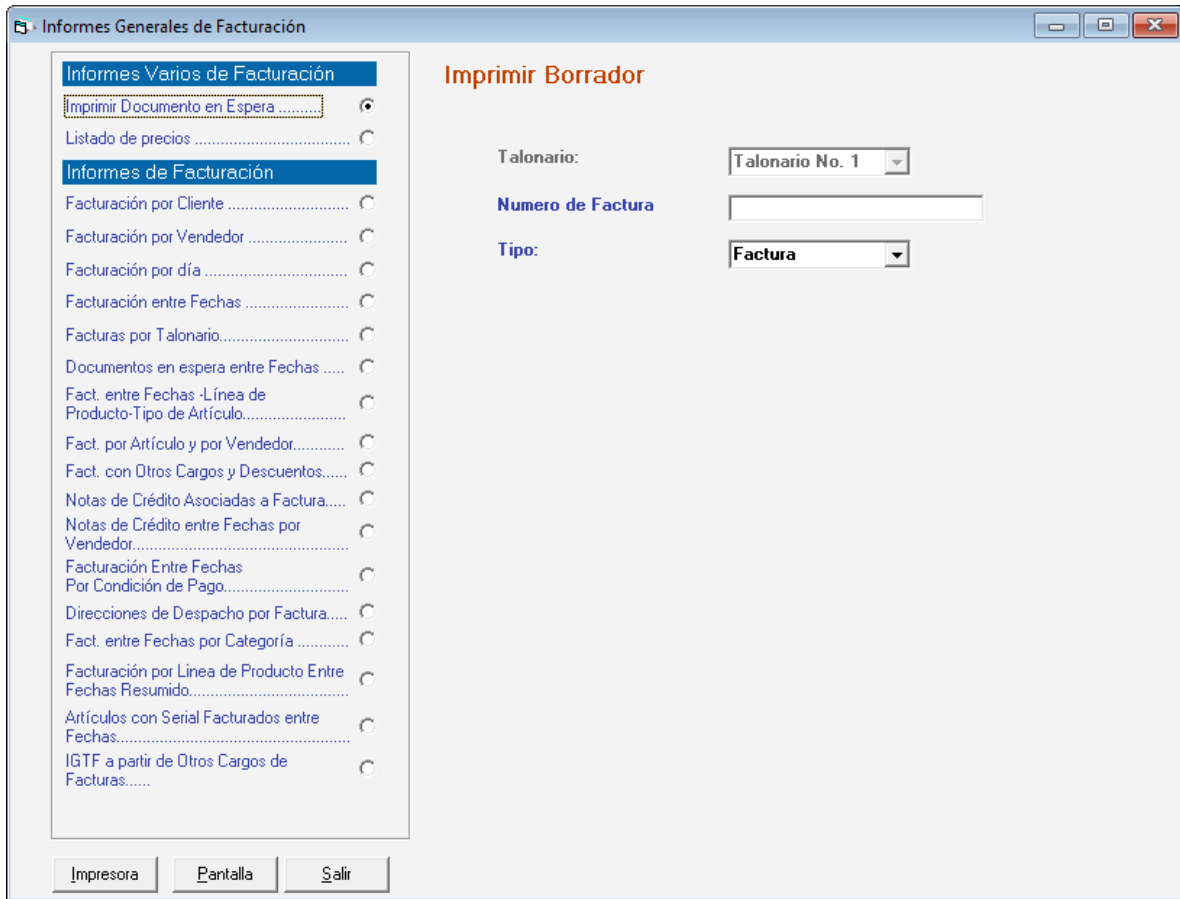 Informes Generales de Facturación
Informes Varios de Facturación
Imprimir Documento en Espera ..........
Listado de precios ...................................
Informes de Facturación
Facturación por Cliente ...........................
Facturación por Vendedor ......................
Facturación por día ................................
Facturación entre Fechas .......................
Facturas por Talonario.............................
Documentos en espera entre Fechas .....
Fact. entre Fechas -Línea de
Producto-Tipo de Artículo.......................
Fact. por Artículo y por Vendedor...........
Fact. con Otros Cargos y Descuentos......
Notas de Crédito Asociadas a Factura.....
Notas de Crédito entre Fechas por
Vendedor................................................
Facturación Entre Fechas
Por Condición de Pago............................
Direcciones de Despacho por Factura.....
Fact. entre Fechas por Categoría ...........
Facturación por Linea de Producto Entre
Fechas Resumido....................................
Artículos con Serial Facturados entre
Fechas....................................................
IGTF a partir de Otros Cargos de
Facturas......
Impresora
Pantalla
Salir
Imprimir Borrador
Talonario:
Talonario No. 1
Numero de Factura
Tipo:
Factura